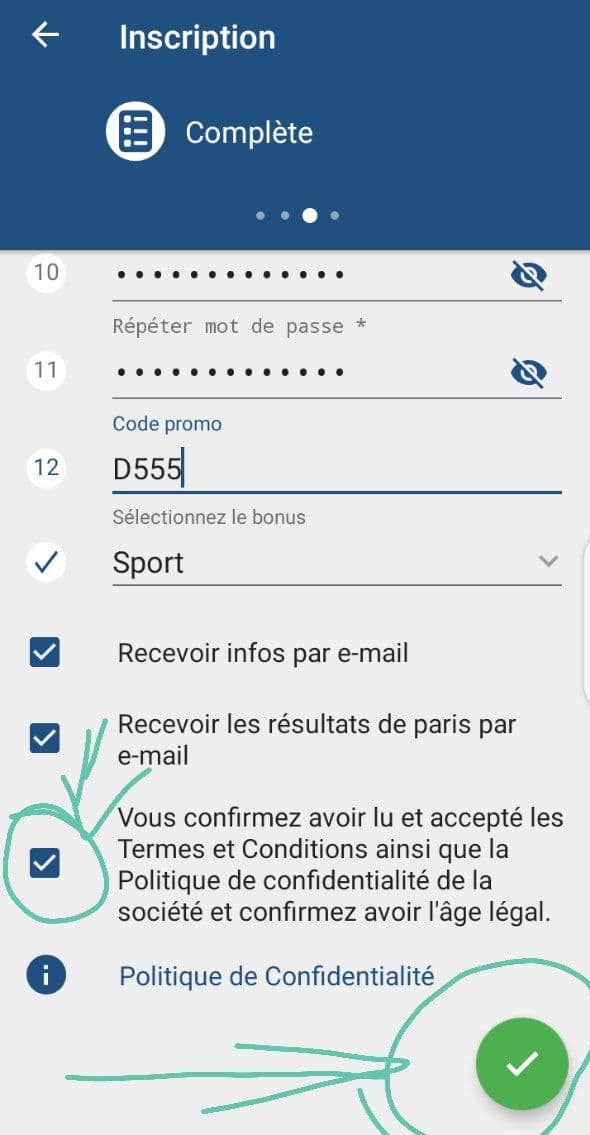 Inscription
Complète
10
•••••••••••••
Répéter mot de passe *
11
•••••••••••••
Code promo
12
D555
Sélectionnez le bonus
Sport
Recevoir infos par e-mail
Recevoir les résultats de paris par
e-mail
Vous confirmez avoir lu et accepté les
Termes et Conditions ainsi que la
Politique de confidentialité de la
société et confirmez avoir l'âge légal.
Politique de Confidentialité